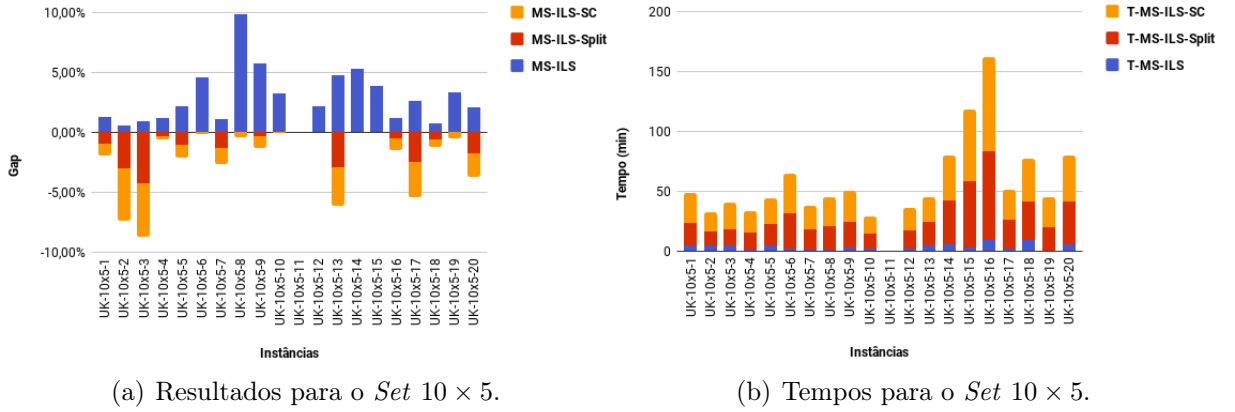 10,00%
5,00%
0,00%
-5,00%
-10,00%
Gap
UK-10x5-1
UK-10x5-2
UK-10x5-3
UK-10x5-4
UK-10x5-5
UK-10x5-6
UK-10x5-7
UK-10x5-8
UK-10x5-9
UK-10x5-10
UK-10x5-11
UK-10x5-12
UK-10x5-13
UK-10x5-14
UK-10x5-15
UK-10x5-16
UK-10x5-17
UK-10x5-18
UK-10x5-19
UK-10x5-20
Instâncias
MS-ILS-SC
MS-ILS-Split
MS-ILS
(a) Resultados para o Set 10 × 5.
200
150
100
50
0
Tempo (min)
UK-10x5-1
UK-10x5-2
UK-10x5-3
UK-10x5-4
UK-10x5-5
UK-10x5-6
UK-10x5-7
UK-10x5-8
UK-10x5-9
UK-10x5-10
UK-10x5-11
UK-10x5-12
UK-10x5-13
UK-10x5-14
UK-10x5-15
UK-10x5-16
UK-10x5-17
UK-10x5-18
UK-10x5-19
UK-10x5-20
Instâncias
T-MS-ILS-SC
T-MS-ILS-Split
T-MS-ILS
(b) Tempos para o Set 10 × 5.